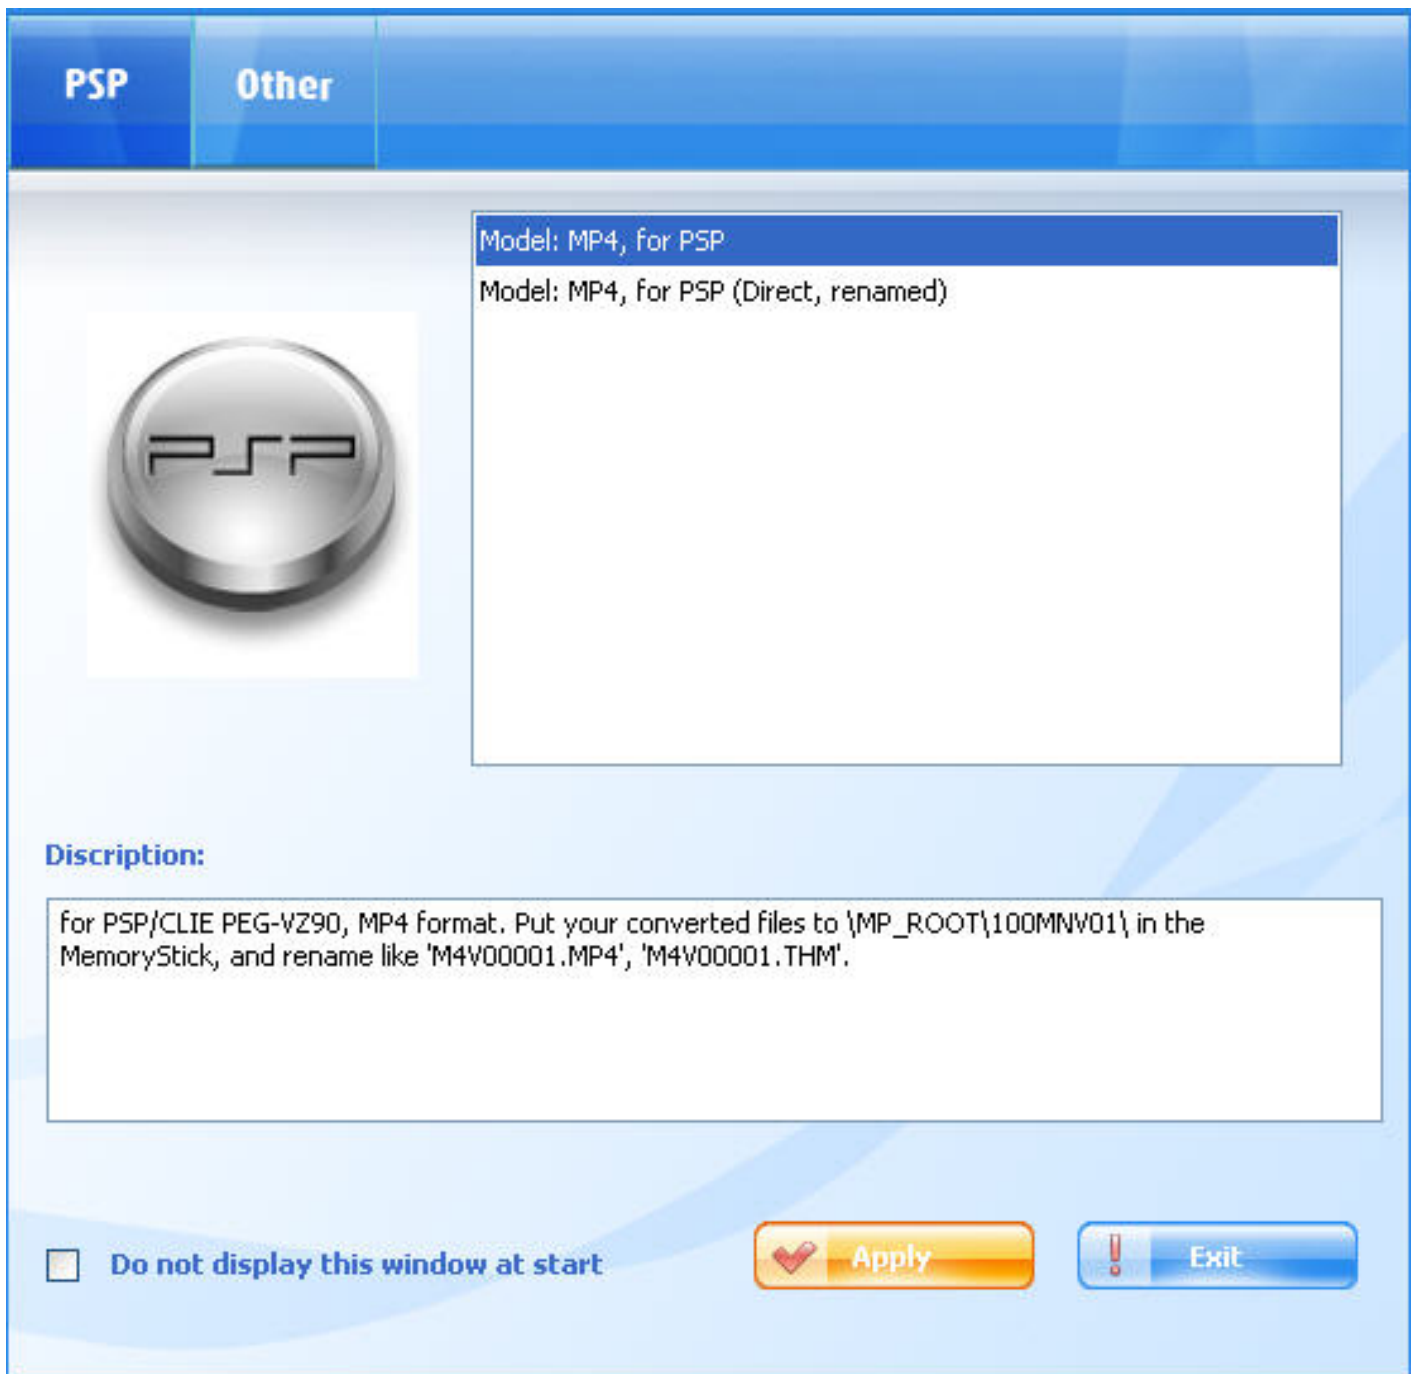 PSP Other
Model: MP4, for PSP
Model: MP4, for PSP (Direct, renamed)
PSP
Discription:
for PSP/CLIE PEG-VZ90, MP4 format. Put your converted files to \MP_ROOT\100MNV01\ in the
MemoryStick, and rename like 'M4V00001.MP4', 'M4V00001.THM'.
Do not display this window at start
Apply
Exit